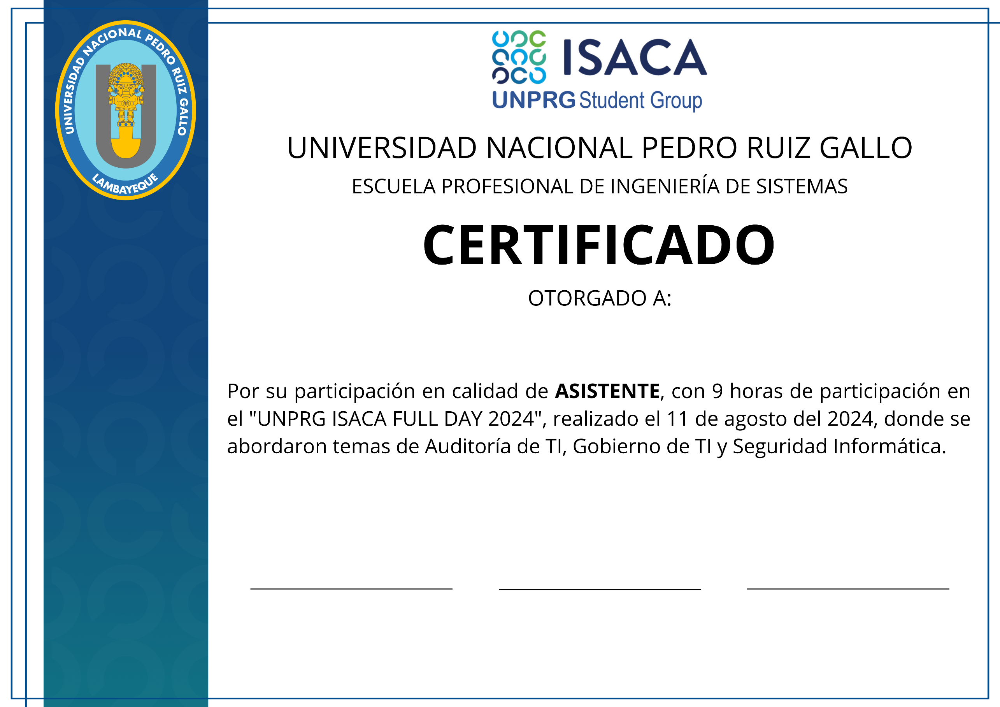 UNIVERSIDAD NACIONAL PEDRO RUIZ GALLO
LAMBAYEQUE
ISACA
UNPRG Student Group
UNIVERSIDAD NACIONAL PEDRO RUIZ GALLO
ESCUELA PROFESIONAL DE INGENIERÍA DE SISTEMAS
CERTIFICADO
OTORGADO A:
Por su participación en calidad de ASISTENTE, con 9 horas de participación en
el "UNPRG ISACA FULL DAY 2024", realizado el 11 de agosto del 2024, donde se
abordaron temas de Auditoría de TI, Gobierno de TI y Seguridad Informática.